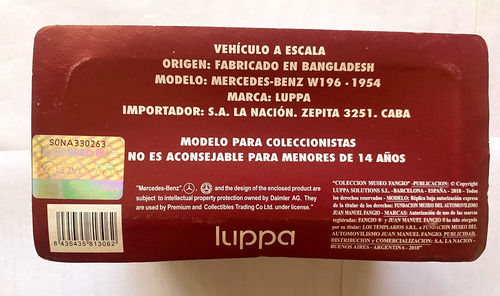 VEHÍCULO A ESCALA
ORIGEN: FABRICADO EN BANGLADESH
MODELO: MERCEDES-BENZ W196 - 1954
MARCA: LUPPA
IMPORTADOR: S.A. LA NACIÓN. ZEPITA 3251. CABA
SONA330263
MODELO PARA COLECCIONISTAS
NO ES ACONSEJABLE PARA MENORES DE 14 AÑOS
"Mercedes-Benz", and the design of the enclosed product are
subject to intellectual property protection owned by Daimler AG. They
are used by Premium and Collectibles Trading Co Ltd. under license.
8 435435 813062
luppa
"COLECCION MUSEO FANGIO" -PUBLICACION: © Copyright
LUPPA SOLUTIONS S.L. - BARCELONA - ESPAÑA - 2018 - Todos
los derechos reservados - MODELO: Réplica bajo autorización expresa
de la titular de los derechos: FUNDACION MUSEO DEL AUTOMOVILISMO
JUAN MANUEL FANGIO - MARCAS: Autorización de uso de las marcas
registradas: FANGIO ® y JUAN MANUEL FANGIO ® ha sido otorgado
por su titular: LOS TEMPLARIOS S.R.L. a FUNDACION MUSEO DEL
AUTOMOVILISMO JUAN MANUEL FANGIO. PUBLICIDAD,
DISTRIBUCION y COMERCIALIZACION: S.A. LA NACION -
BUENOS AIRES - ARGENTINA - 2018"